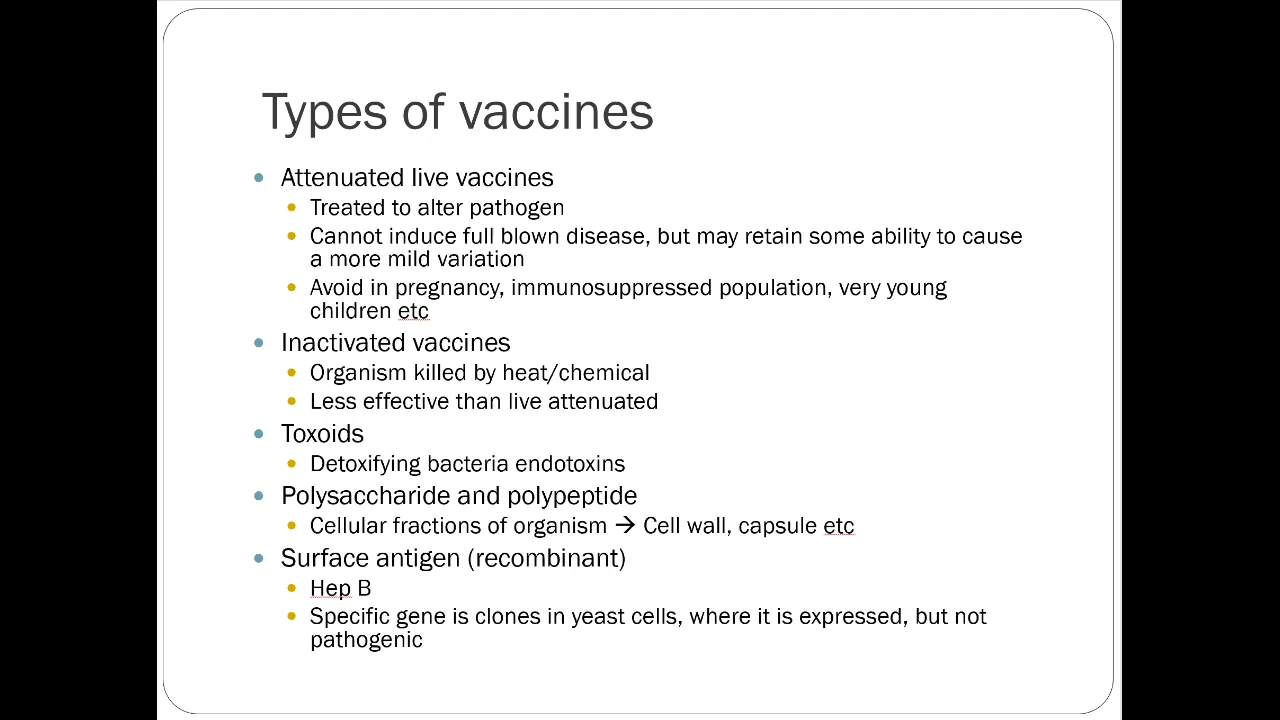 Types of vaccines
• Attenuated live vaccines
• Treated to alter pathogen
• Cannot induce full blown disease, but may retain some ability to cause
a more mild variation
• Avoid in pregnancy, immunosuppressed population, very young
children etc
• Inactivated vaccines
• Organism killed by heat/chemical
• Less effective than live attenuated
• Toxoids
• Detoxifying bacteria endotoxins
• Polysaccharide and polypeptide
• Cellular fractions of organism → Cell wall, capsule etc
• Surface antigen (recombinant)
• Hep B
• Specific gene is clones in yeast cells, where it is expressed, but not
pathogenic